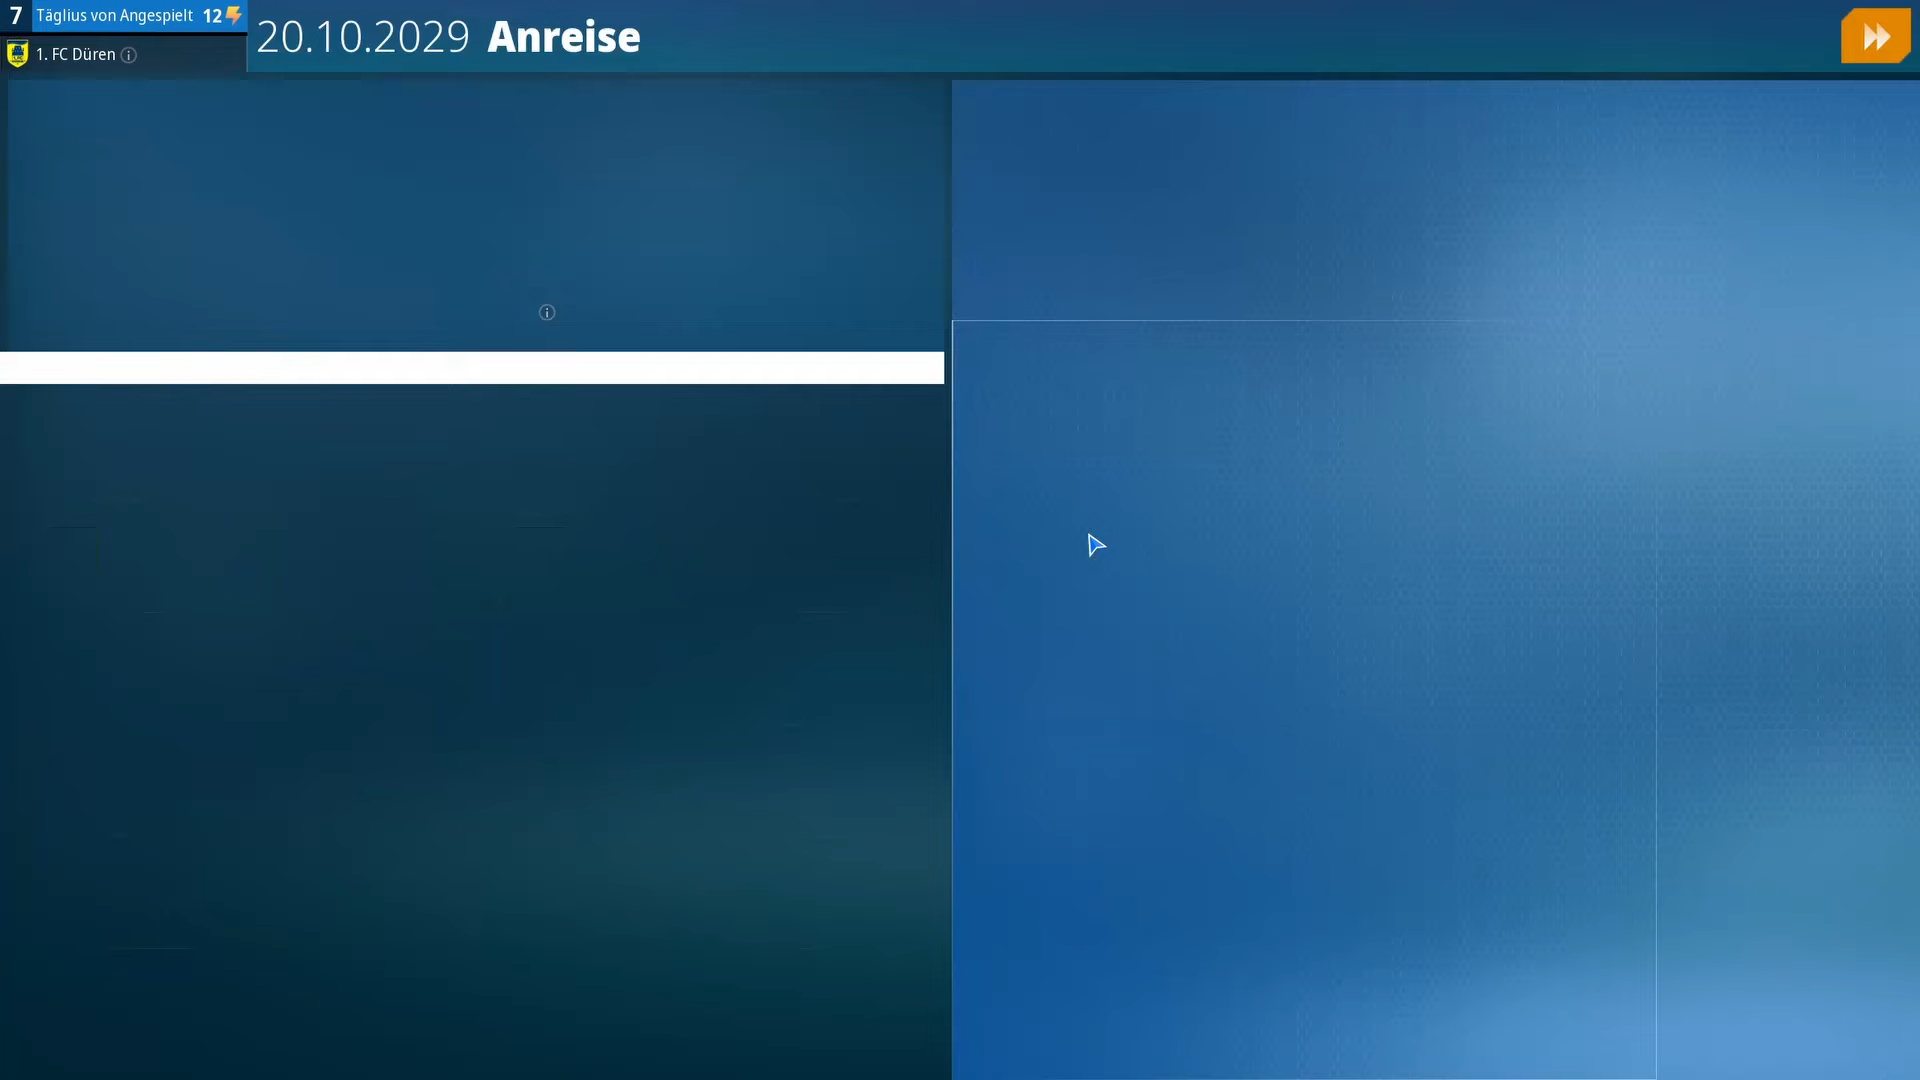 7 Täglius von Angespielt 12
1. FC Düren
20.10.2029 Anreise